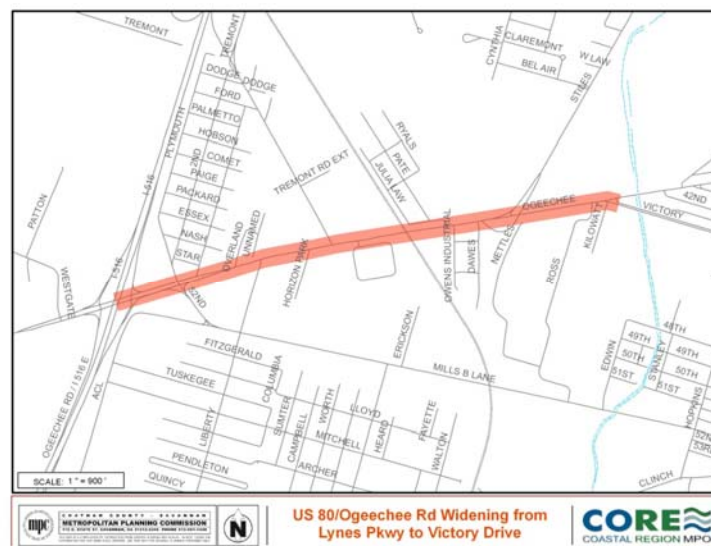 TREMONT
TREMONT
CYNTHIA
CLAREMONT
W LAW
BEL AIR
STILES
DODGE DODGE
FORD
PLYMOUTH
PALMETTO
HOBSON
2ND
COMET
PAIGE
PACKARD
ESSEX
NASH
STAR
I-516
I-516
PATTON
WESTGATE
TREMONT RD EXT
RYALS
PATE
JULIA LAW
OVERLAND
UNNAMED
HORIZON PARK
52ND
OGEECHEE
42ND
VICTORY
KILOWATT
OWENS INDUSTRIAL
DAWES
NETTLES
ROSS
ERICKSON
FITZGERALD
MILLS B LANE
EDWIN
STANLEY
48TH
49TH
49TH
50TH
50TH
51ST
51ST
HOPKINS
52ND
53RD
CLINCH
OGEECHEE RD / I 516 E
ACL
TUSKEGEE
LIBERTY
COLUMBIA
SUMTER
CAMPBELL
WORTH
LLOYD
MITCHELL
HEARD
FAYETTE
WALTON
ARCHER
PENDLETON
QUINCY
SCALE: 1 " = 900 '
mpc
CHATHAM COUNTY - SAVANNAH
METROPOLITAN PLANNING COMMISSION
N
US 80/Ogeechee Rd Widening from
Lynes Pkwy to Victory Drive
CORE
COASTAL REGION MPO